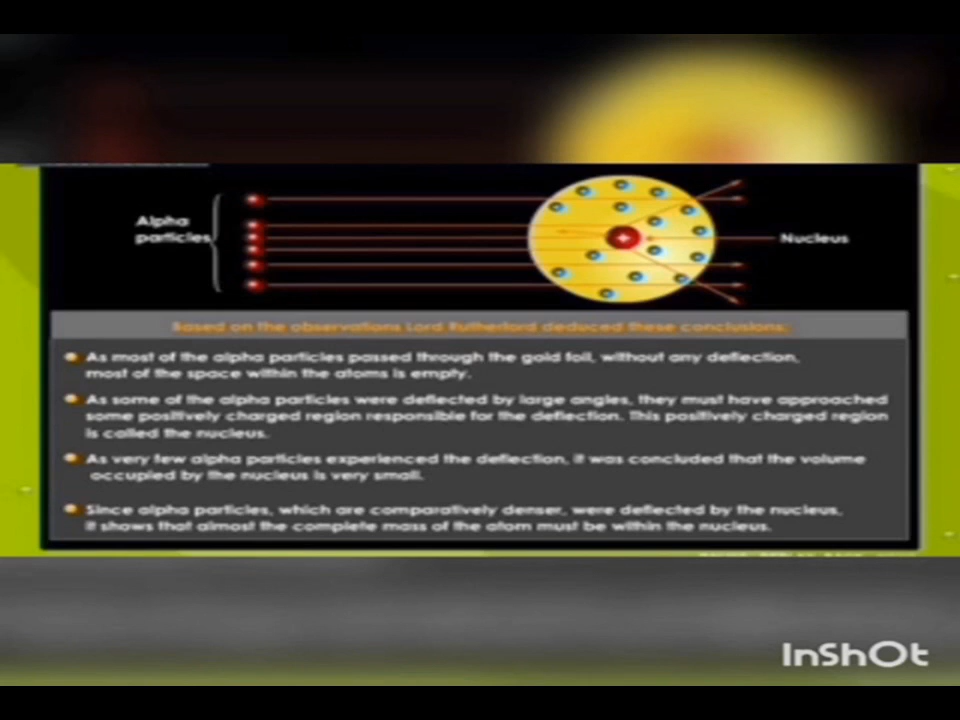 Alpha
particles
Nucleus
Based on the observations Lord Rutherford deduced these conclusions:
As most of the alpha particles passed through the gold foil, without any deflection,
most of the space within the atoms is empty.
As some of the alpha particles were deflected by large angles, they must have approached
some positively charged region responsible for the deflection. This positively charged region
is called the nucleus.
As very few alpha particles experienced the deflection, it was concluded that the volume
occupied by the nucleus is very small.
Since alpha particles, which are comparatively denser, were deflected by the nucleus,
it shows that almost the complete mass of the atom must be within the nucleus.
InShOt